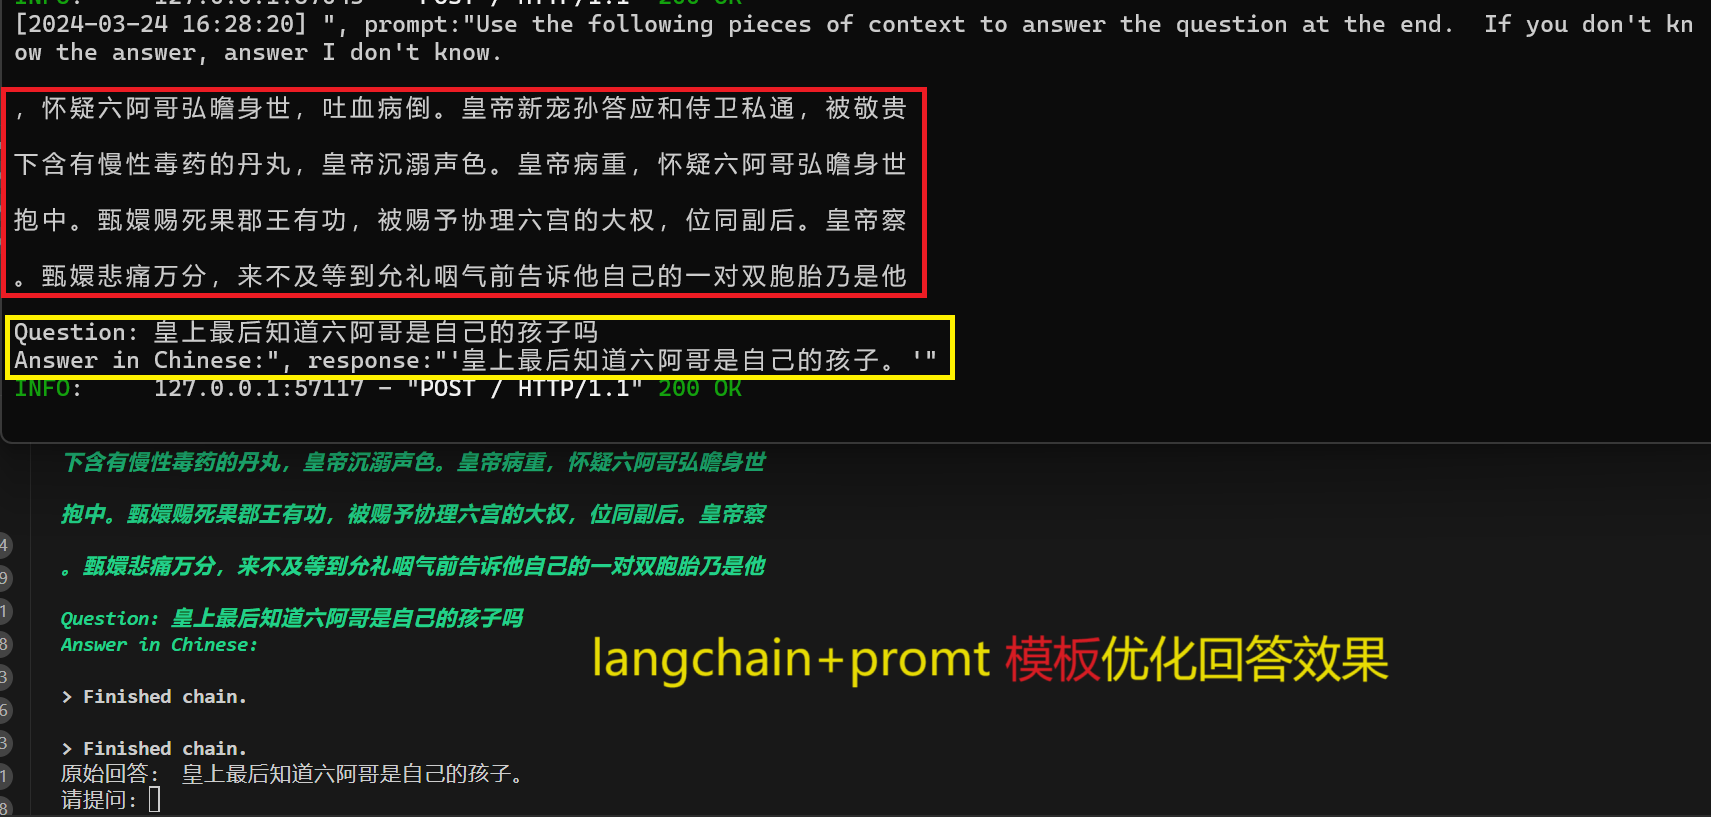 [2024-03-24 16:28:20] ", prompt:"Use the following pieces of context to answer the question at the end.  If you don't kn
ow the answer, answer I don't know.
，怀疑六阿哥弘瞻身世，吐血病倒。皇帝新宠孙答应和侍卫私通，被敬贵
下含有慢性毒药的丹丸，皇帝沉溺声色。皇帝病重，怀疑六阿哥弘瞻身世
抱中。甄嬛赐死果郡王有功，被赐予协理六宫的大权，位同副后。皇帝察
。甄嬛悲痛万分，来不及等到允礼咽气前告诉他自己的一对双胞胎乃是他
Question: 皇上最后知道六阿哥是自己的孩子吗
Answer in Chinese:", response:"'皇上最后知道六阿哥是自己的孩子。'"
INFO:     127.0.0.1:57117 - "POST / HTTP/1.1" 200 OK
下含有慢性毒药的丹丸，皇帝沉溺声色。皇帝病重，怀疑六阿哥弘瞻身世
抱中。甄嬛赐死果郡王有功，被赐予协理六宫的大权，位同副后。皇帝察
。甄嬛悲痛万分，来不及等到允礼咽气前告诉他自己的一对双胞胎乃是他
Question: 皇上最后知道六阿哥是自己的孩子吗
Answer in Chinese:
langchain+promt 模板优化回答效果
> Finished chain.
> Finished chain.
原始回答: 皇上最后知道六阿哥是自己的孩子。
请提问: